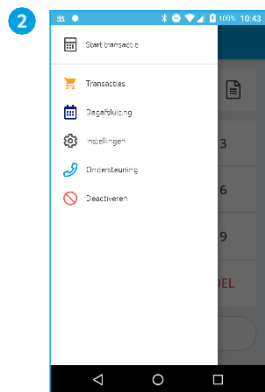 2
100% 10:43
Start transactie
Transacties
Dagafsluiting
Instellingen
3
Ondersteuning
6
Deactiveren
9
DEL